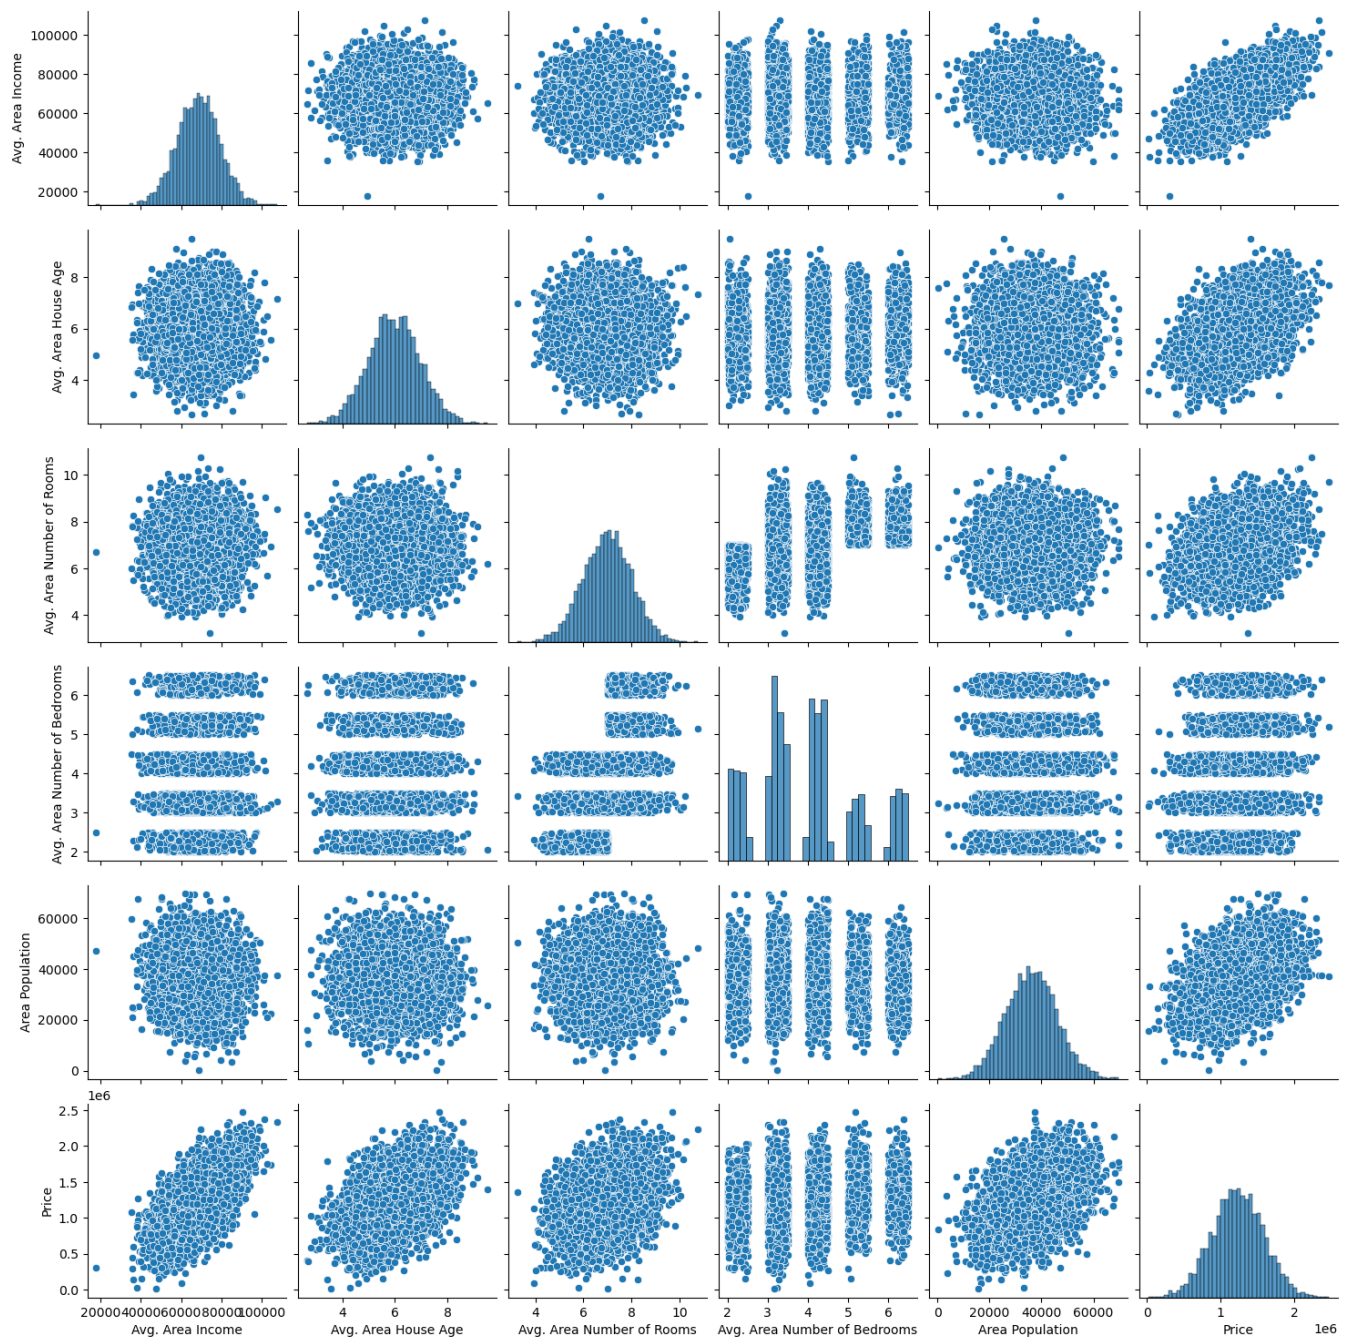 100000
80000
60000
40000
20000
Avg. Area Income
8
6
4
Avg. Area House Age
10
8
6
4
Avg. Area Number of Rooms
6
5
4
3
2
Avg. Area Number of Bedrooms
60000
40000
20000
0
Area Population
1e6
2.5
2.0
1.5
1.0
0.5
0.0
Price
20000 40000 60000 80000 100000
Avg. Area Income
4 6 8
Avg. Area House Age
4 6 8 10
Avg. Area Number of Rooms
2 3 4 5 6
Avg. Area Number of Bedrooms
0 20000 40000 60000
Area Population
0 1 2
1e6
Price